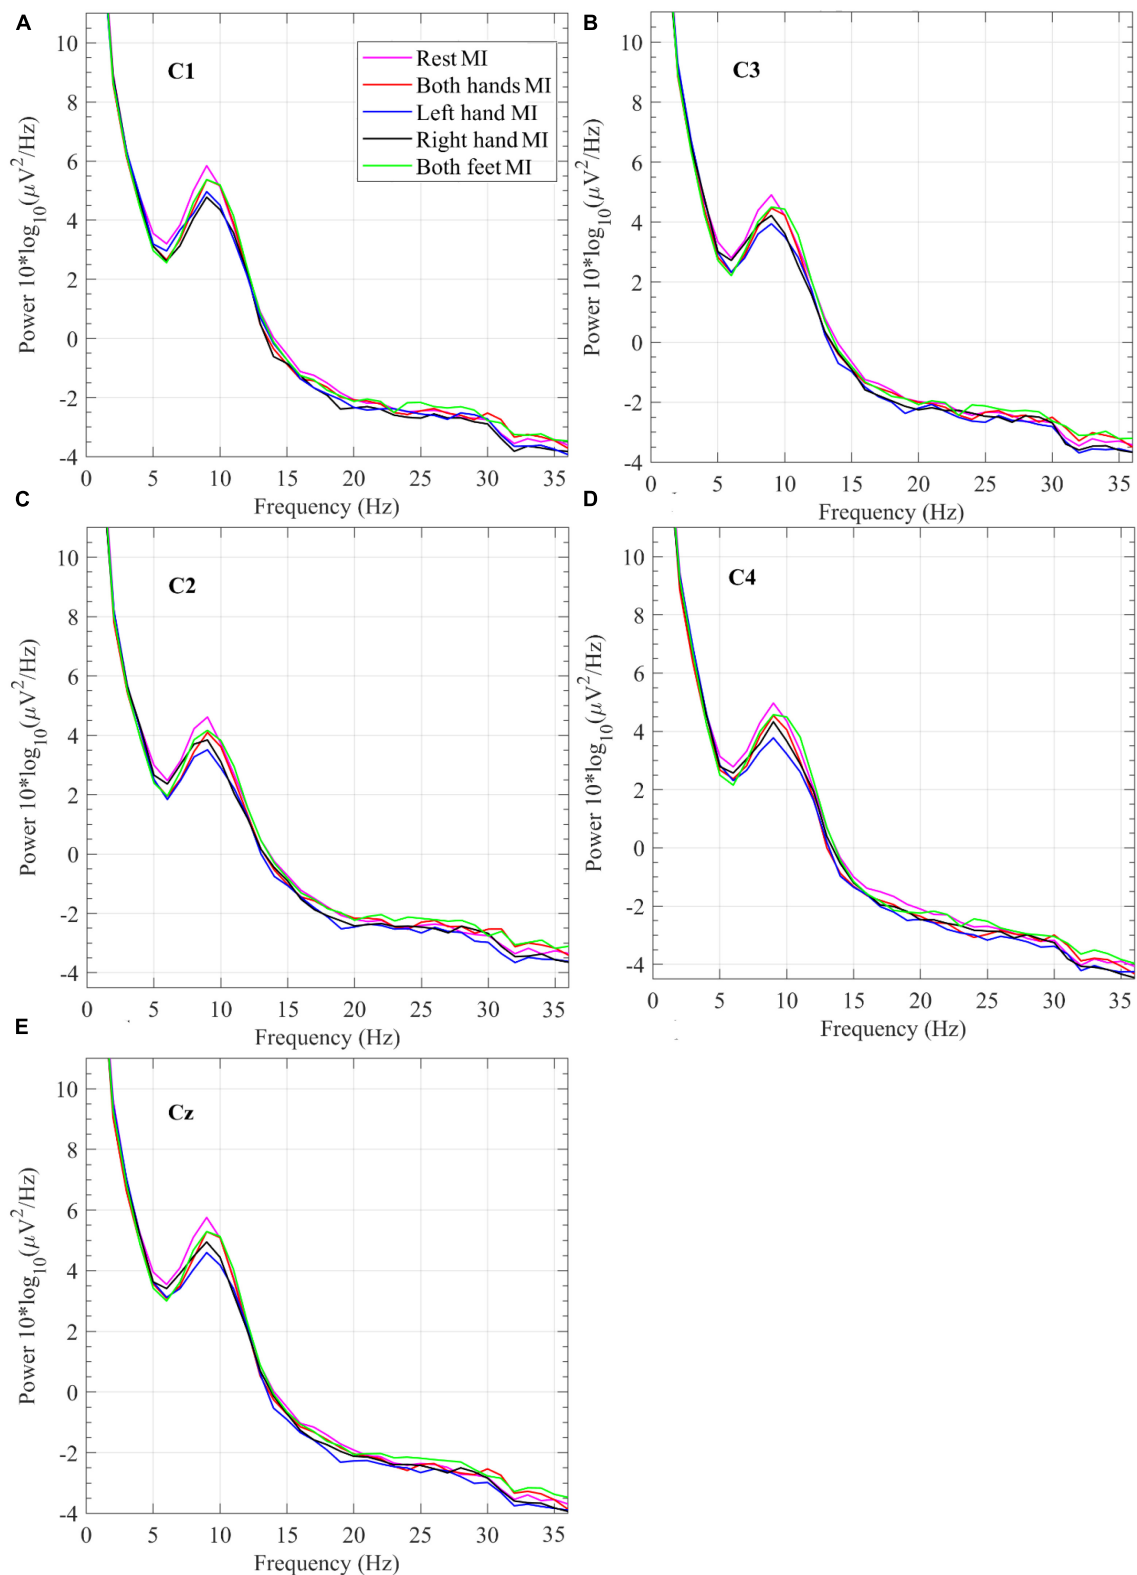 A
C1
Rest MI
Both hands MI
Left hand MI
Right hand MI
Both feet MI
Power 10*log10(μV²/Hz)
10
8
6
4
2
0
-2
-4
0 5 10 15 20 25 30 35
Frequency (Hz)
B
C3
Power 10*log10(μV²/Hz)
10
8
6
4
2
0
-2
-4
0 5 10 15 20 25 30 35
Frequency (Hz)
C
C2
Power 10*log10(μV²/Hz)
10
8
6
4
2
0
-2
-4
0 5 10 15 20 25 30 35
Frequency (Hz)
D
C4
Power 10*log10(μV²/Hz)
10
8
6
4
2
0
-2
-4
0 5 10 15 20 25 30 35
Frequency (Hz)
E
Cz
Power 10*log10(μV²/Hz)
10
8
6
4
2
0
-2
-4
0 5 10 15 20 25 30 35
Frequency (Hz)